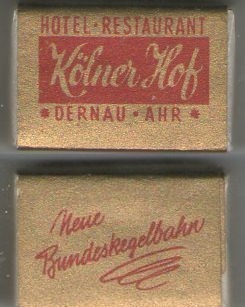 HOTEL · RESTAURANT
Kölner Hof
* DERNAU · AHR *
Neue
Bundeskegelbahn